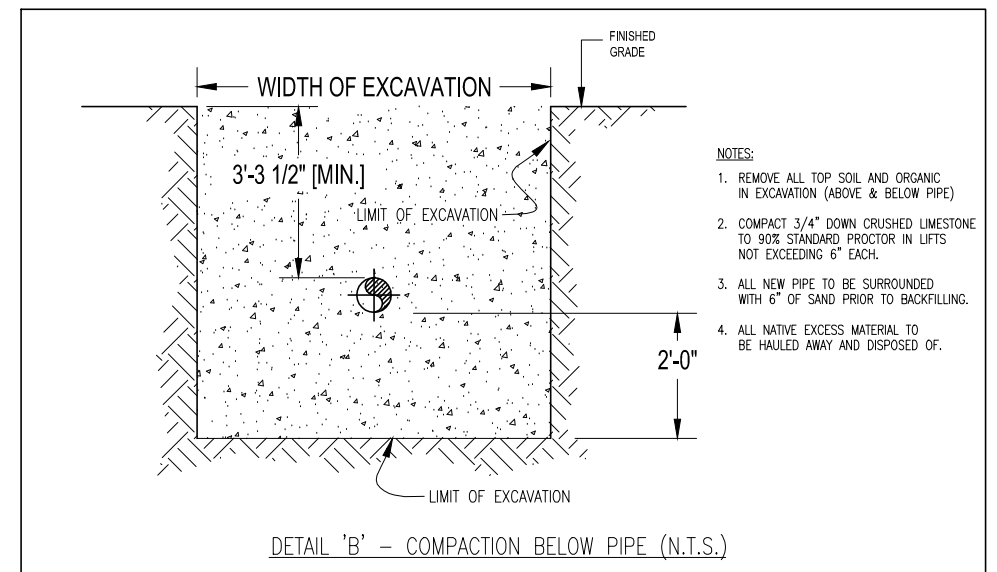 FINISHED
GRADE
WIDTH OF EXCAVATION
3'-3 1/2" [MIN.]
LIMIT OF EXCAVATION
2'-0"
LIMIT OF EXCAVATION
NOTES:
1. REMOVE ALL TOP SOIL AND ORGANIC
IN EXCAVATION (ABOVE & BELOW PIPE)
2. COMPACT 3/4" DOWN CRUSHED LIMESTONE
TO 90% STANDARD PROCTOR IN LIFTS
NOT EXCEEDING 6" EACH.
3. ALL NEW PIPE TO BE SURROUNDED
WITH 6" OF SAND PRIOR TO BACKFILLING.
4. ALL NATIVE EXCESS MATERIAL TO
BE HAULED AWAY AND DISPOSED OF.
DETAIL 'B' - COMPACTION BELOW PIPE (N.T.S.)